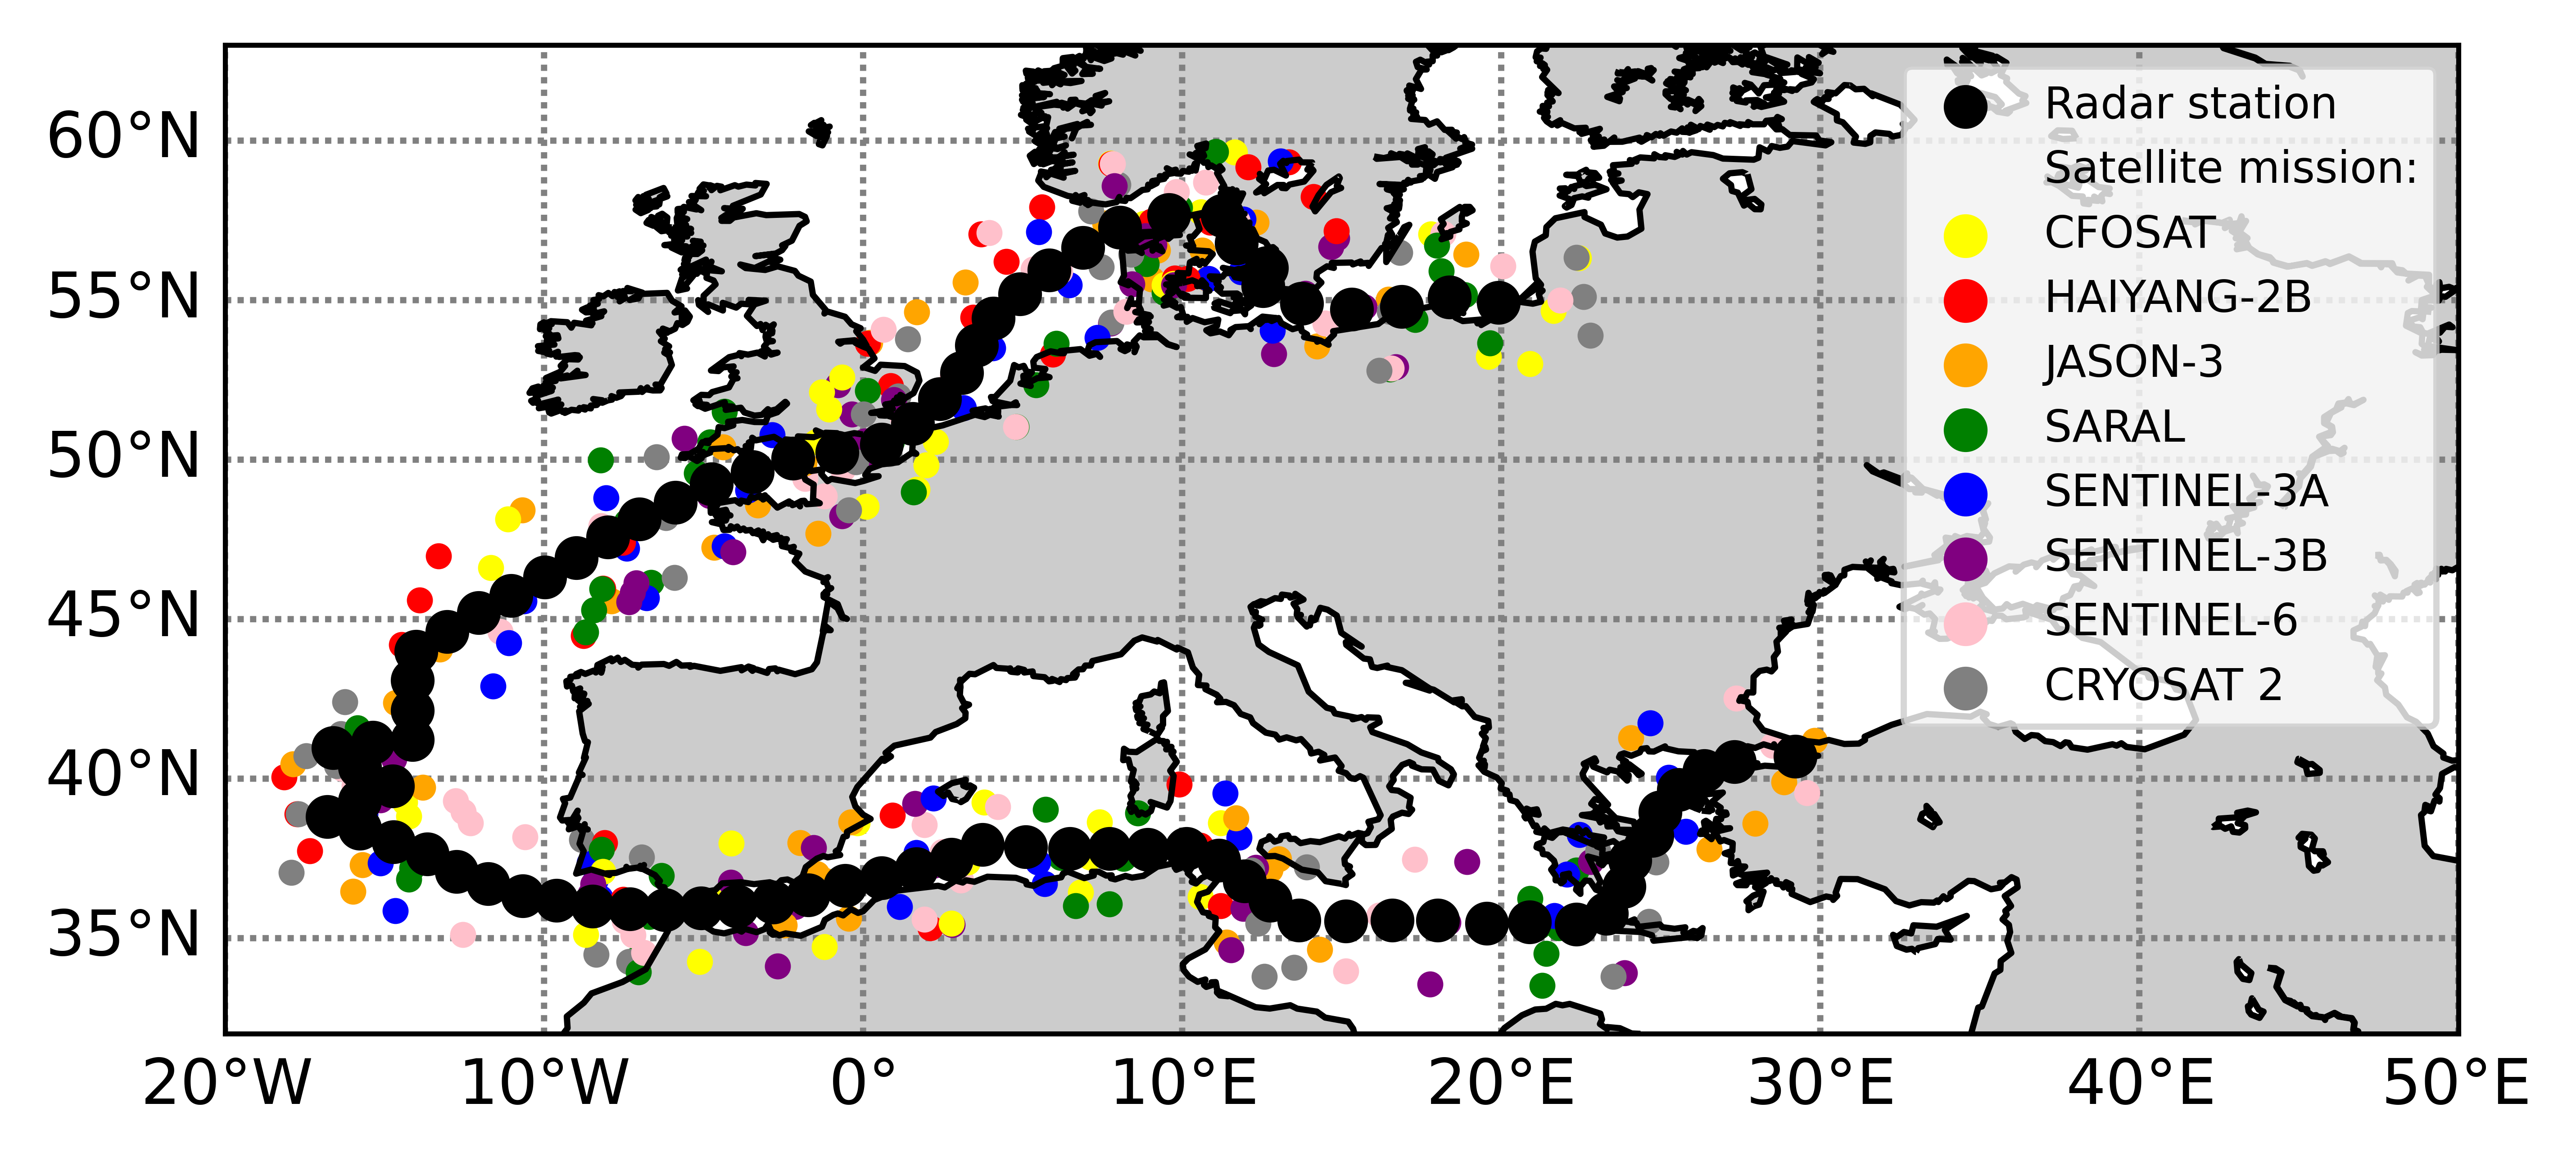 60°N
55°N
50°N
45°N
40°N
35°N
20°W 10°W 0° 10°E 20°E 30°E 40°E 50°E
Radar station
Satellite mission:
CFOSAT
HAIYANG-2B
JASON-3
SARAL
SENTINEL-3A
SENTINEL-3B
SENTINEL-6
CRYOSAT 2